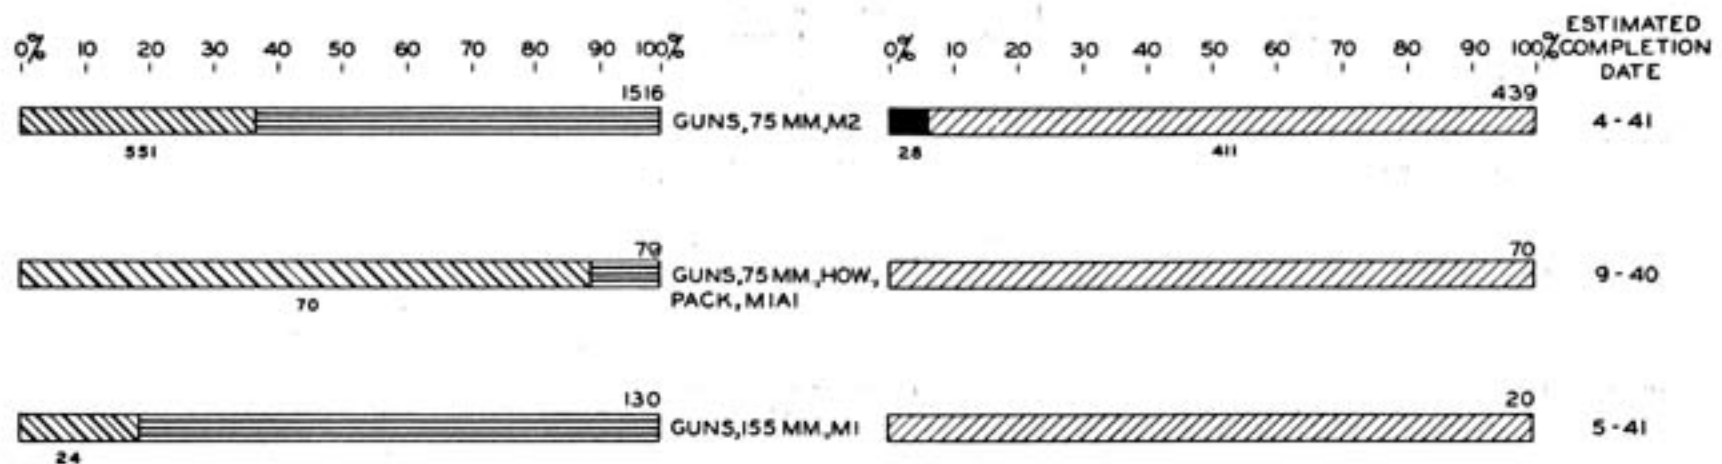 ESTIMATED
0% 10 20 30 40 50 60 70 80 90 100% 0% 10 20 30 40 50 60 70 80 90 100% COMPLETION
DATE
1516 439
GUNS, 75 MM, M2 4-41
551 28 411
79 70
GUNS, 75 MM., HOW., 9-40
PACK, M1A1
70
130 20
GUNS, 155 MM., M1 5-41
24